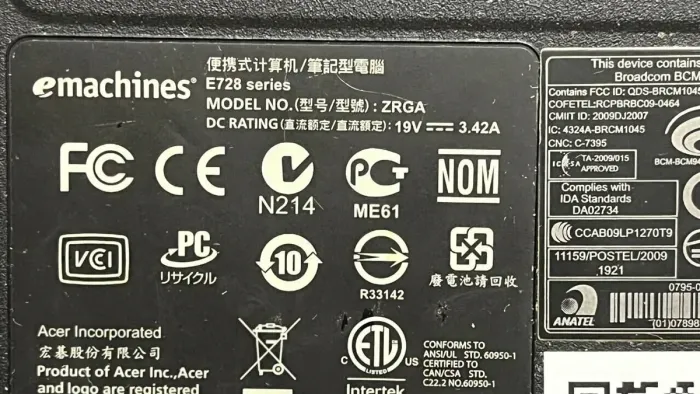 emachines®
便携式计算机/筆記型電腦
E728 series
MODEL NO.(型号/型號) : ZRGA
DC RATING(直流额定/直流額定): 19V ⎓ 3.42A
FC CE N214 ME61 NOM
VCI PC リサイクル 10 R33142 廢電池請回收
Acer Incorporated
宏碁股份有限公司
Product of Acer Inc.,Acer
and logo are registered
ETL
C US
LISTED
Intertek
CONFORMS TO
ANSI/UL STD. 60950-1
CERTIFIED TO
CAN/CSA STD.
C22.2 NO.60950-1
This device contains
Broadcom BCM
Contains FCC ID: QDS-BRCM1045
COFETEL:RCPBRBC09-0464
CMIIT ID: 2009DJ2007
IC: 4324A-BRCM1045
CNC: C-7395
BCM-BCM94
ICASA TA-2009/015
APPROVED
Complies with
IDA Standards
DA02734
CCAB09LP1270T9
11159/POSTEL/2009
1921
ANATEL
0795-0
(01)07898